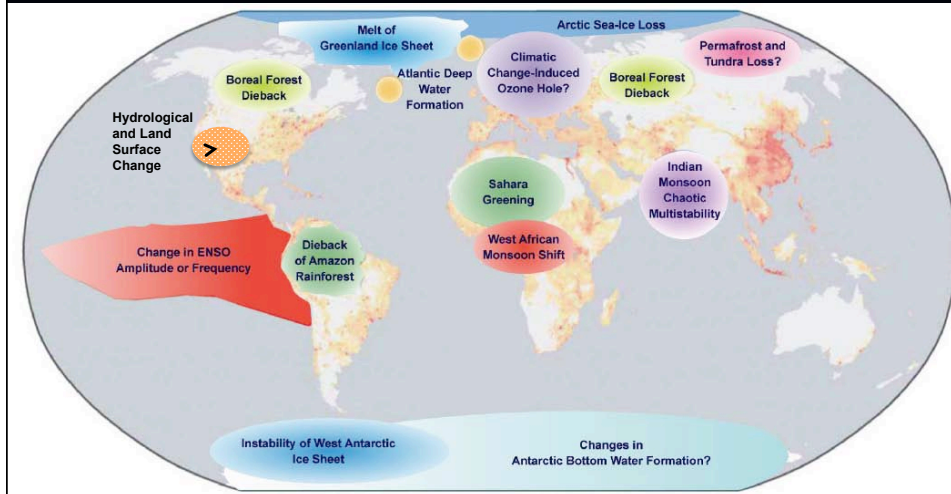 Arctic Sea-Ice Loss
Melt of
Greenland Ice Sheet
Climatic
Change-Induced
Ozone Hole?
Permafrost and
Tundra Loss?
Boreal Forest
Dieback
Atlantic Deep
Water
Formation
Boreal Forest
Dieback
Hydrological
and Land
Surface
Change
Sahara
Greening
Indian
Monsoon
Chaotic
Multistability
Change in ENSO
Amplitude or Frequency
Dieback
of Amazon
Rainforest
West African
Monsoon Shift
Instability of West Antarctic
Ice Sheet
Changes in
Antarctic Bottom Water Formation?